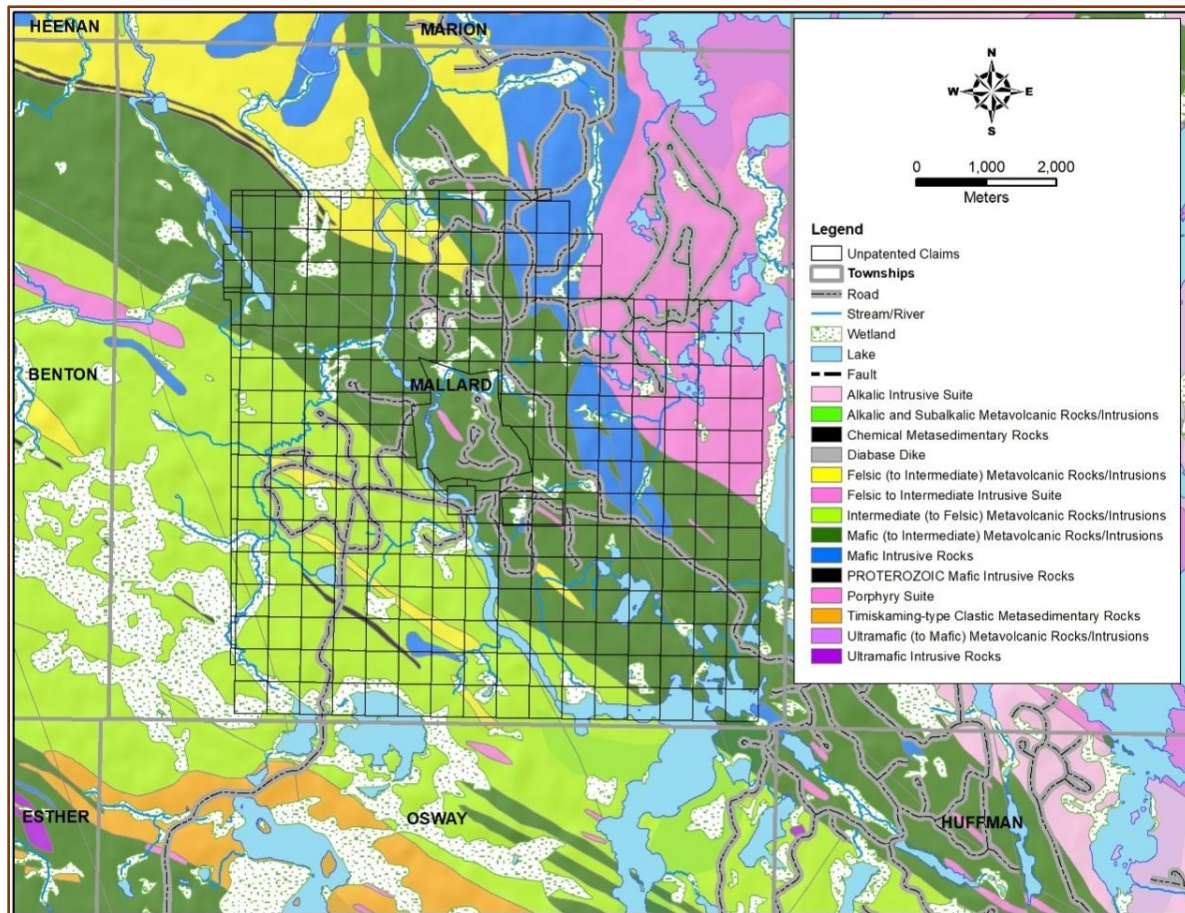 HEENAN
MARION
BENTON
MALLARD
ESTHER
OSWAY
HUFFMAN
N
W E
S
0 1,000 2,000
Meters
Legend
Unpatented Claims
Townships
Road
Stream/River
Wetland
Lake
Fault
Alkalic Intrusive Suite
Alkalic and Subalkalic Metavolcanic Rocks/Intrusions
Chemical Metasedimentary Rocks
Diabase Dike
Felsic (to Intermediate) Metavolcanic Rocks/Intrusions
Felsic to Intermediate Intrusive Suite
Intermediate (to Felsic) Metavolcanic Rocks/Intrusions
Mafic (to Intermediate) Metavolcanic Rocks/Intrusions
Mafic Intrusive Rocks
PROTEROZOIC Mafic Intrusive Rocks
Porphyry Suite
Timiskaming-type Clastic Metasedimentary Rocks
Ultramafic (to Mafic) Metavolcanic Rocks/Intrusions
Ultramafic Intrusive Rocks